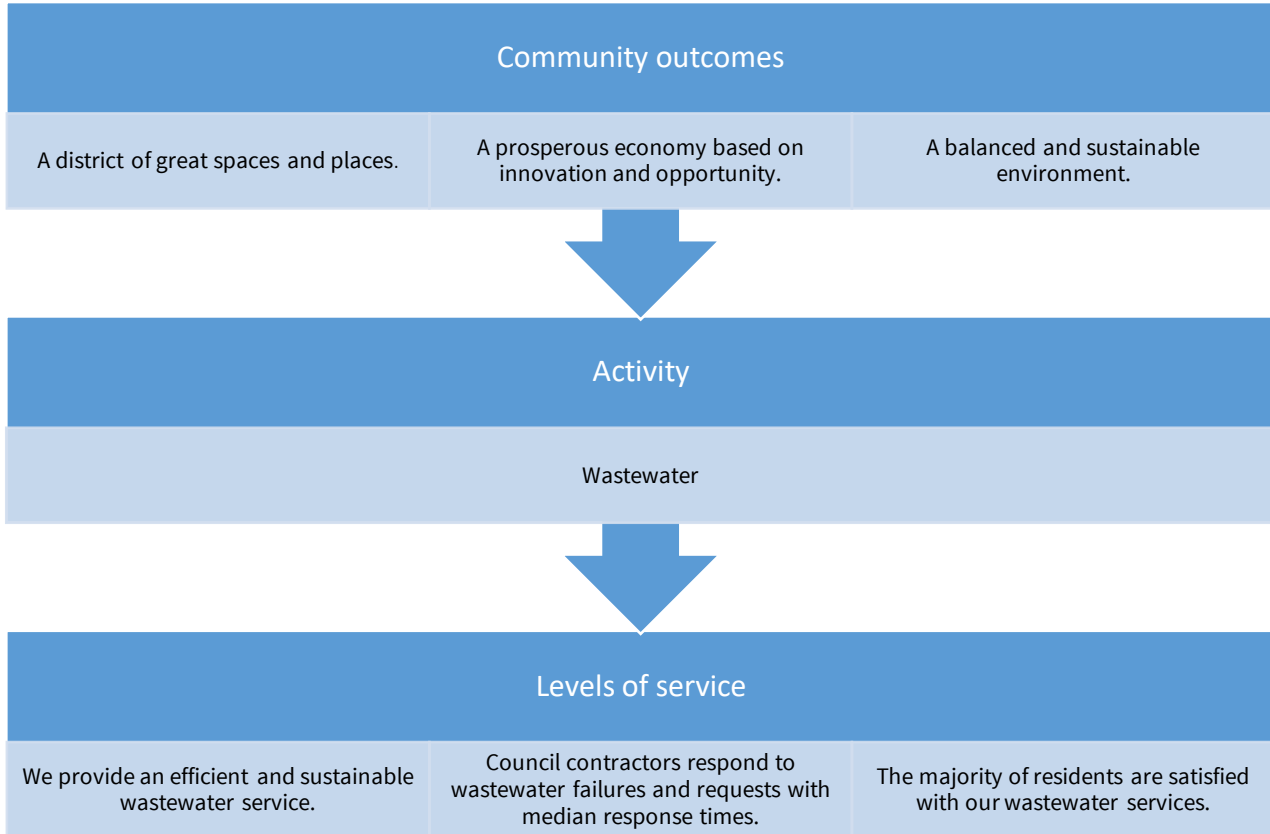 Community outcomes
A district of great spaces and places.
A prosperous economy based on
innovation and opportunity.
A balanced and sustainable
environment.
Activity
Wastewater
Levels of service
We provide an efficient and sustainable
wastewater service.
Council contractors respond to
wastewater failures and requests with
median response times.
The majority of residents are satisfied
with our wastewater services.